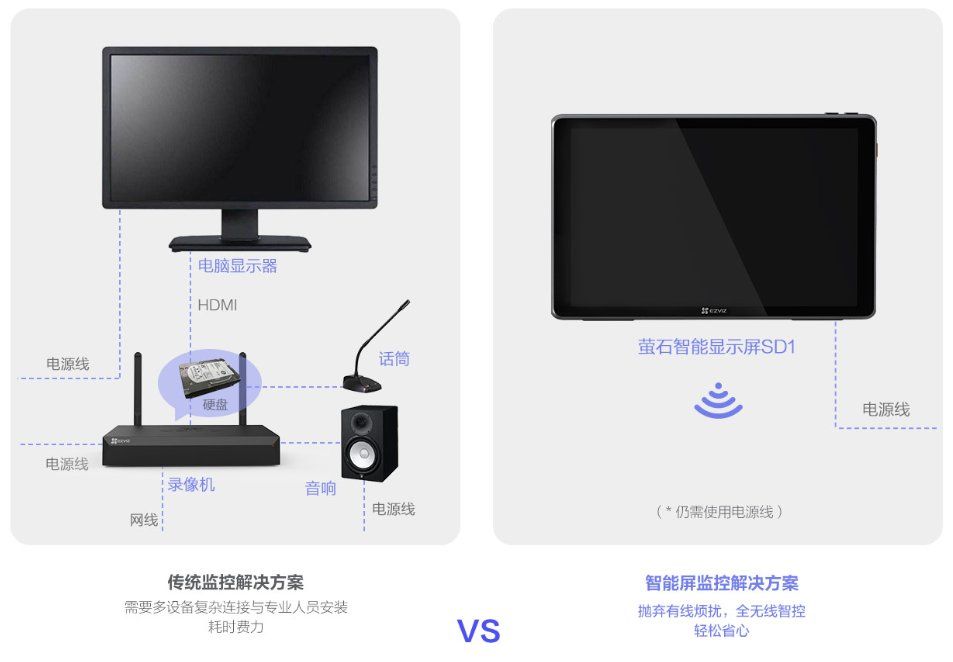 电脑显示器
HDMI
电源线
话筒
硬盘
EZVIZ
电源线
录像机
音响
网线
电源线
传统监控解决方案
需要多设备复杂连接与专业人员安装
耗时费力
VS
EZVIZ
萤石智能显示屏SD1
电源线
（ * 仍需使用电源线 ）
智能屏监控解决方案
抛弃有线烦扰，全无线智控
轻松省心